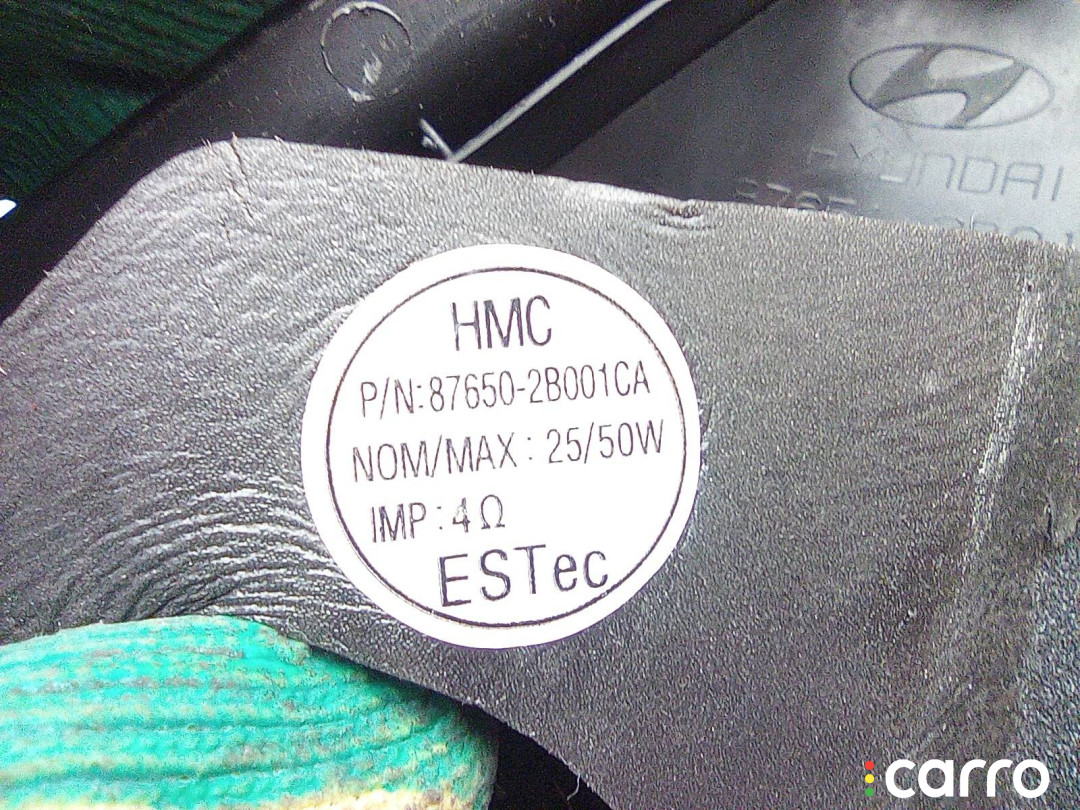 HYUNDAI
HMC
P/N:87650-2B001CA
NOM/MAX : 25/50W
IMP : 4Ω
ESTec
carro